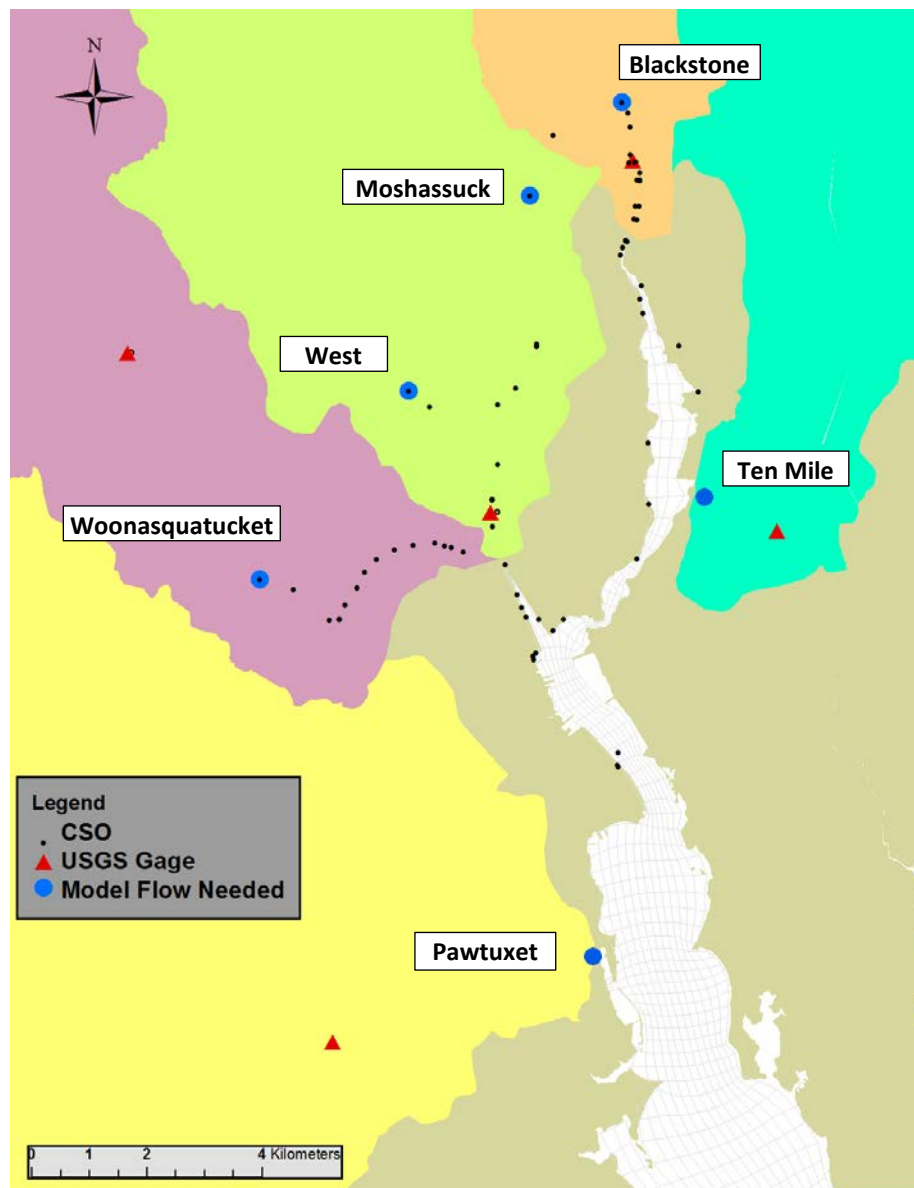 N
Blackstone
Moshassuck
West
Ten Mile
Woonasquatucket
Legend
CSO
USGS Gage
Model Flow Needed
Pawtuxet
0 1 2 4 Kilometers